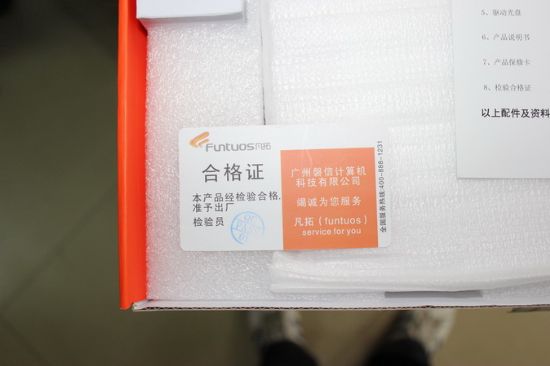 5、驱动光盘
6、产品说明书
7、产品保修卡
8、检验合格证
以上配件及资料
Funtuos凡拓
合格证
本产品经检验合格,
准予出厂
检验员
广州磐信计算机
科技有限公司
竭诚为您服务
凡拓(funtuos)
service for you
全国服务热线:400-886-1231